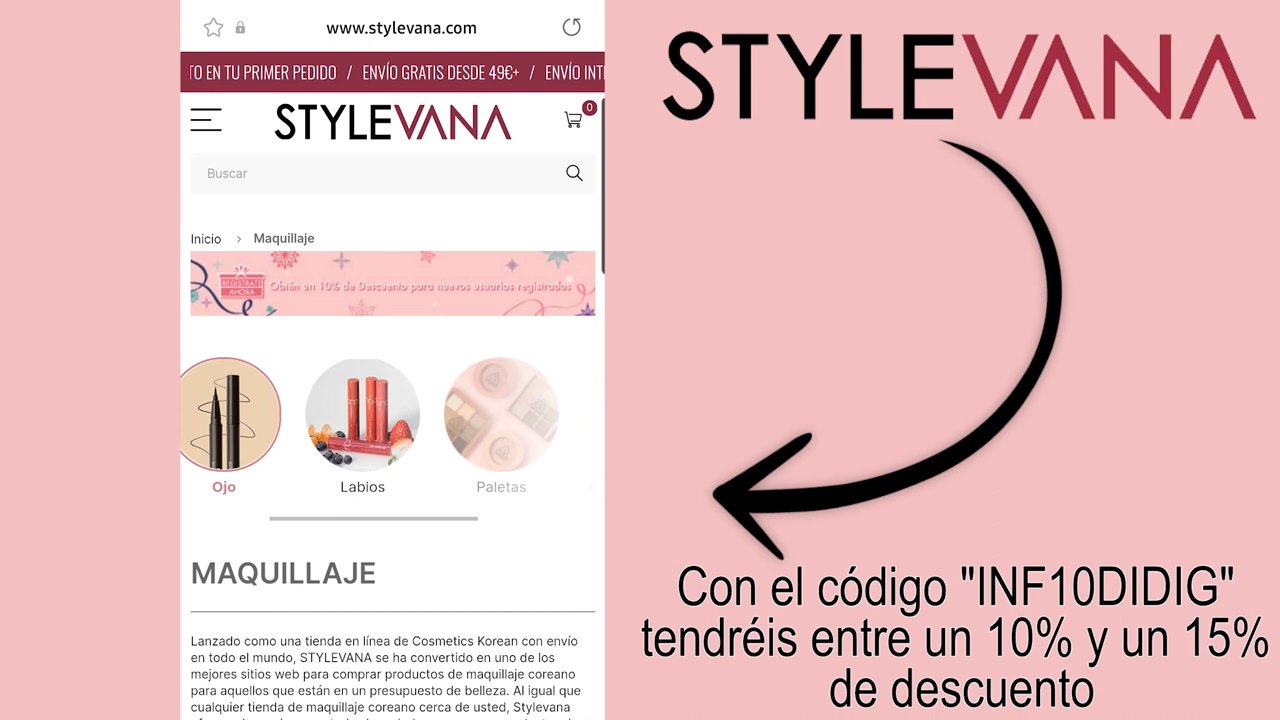 www.stylevana.com
TO EN TU PRIMER PEDIDO / ENVÍO GRATIS DESDE 49€+ / ENVÍO INT
STYLEVANA
0
Buscar
Inicio > Maquillaje
REGÍSTRATE
AHORA
Obtén un 10% de Descuento para nuevos usuarios registrados
Ojo
Labios
Paletas
MAQUILLAJE
Lanzado como una tienda en línea de Cosmetics Korean con envío
en todo el mundo, STYLEVANA se ha convertido en uno de los
mejores sitios web para comprar productos de maquillaje coreano
para aquellos que están en un presupuesto de belleza. Al igual que
cualquier tienda de maquillaje coreano cerca de usted, Stylevana
STYLEVANA
Con el código "INF10DIDIG"
tendréis entre un 10% y un 15%
de descuento